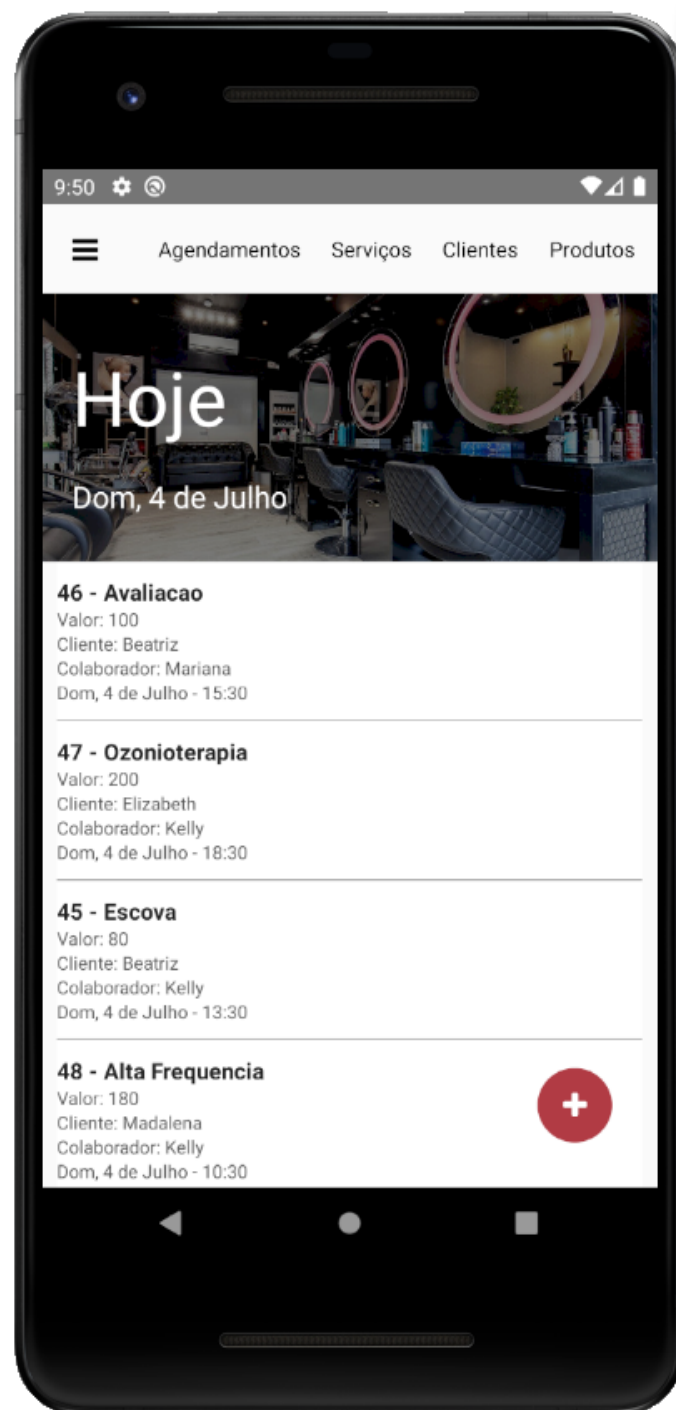 9:50
Agendamentos Serviços Clientes Produtos
Hoje
Dom, 4 de Julho
46 - Avaliacao
Valor: 100
Cliente: Beatriz
Colaborador: Mariana
Dom, 4 de Julho - 15:30
47 - Ozonioterapia
Valor: 200
Cliente: Elizabeth
Colaborador: Kelly
Dom, 4 de Julho - 18:30
45 - Escova
Valor: 80
Cliente: Beatriz
Colaborador: Kelly
Dom, 4 de Julho - 13:30
48 - Alta Frequencia
Valor: 180
Cliente: Madalena
Colaborador: Kelly
Dom, 4 de Julho - 10:30